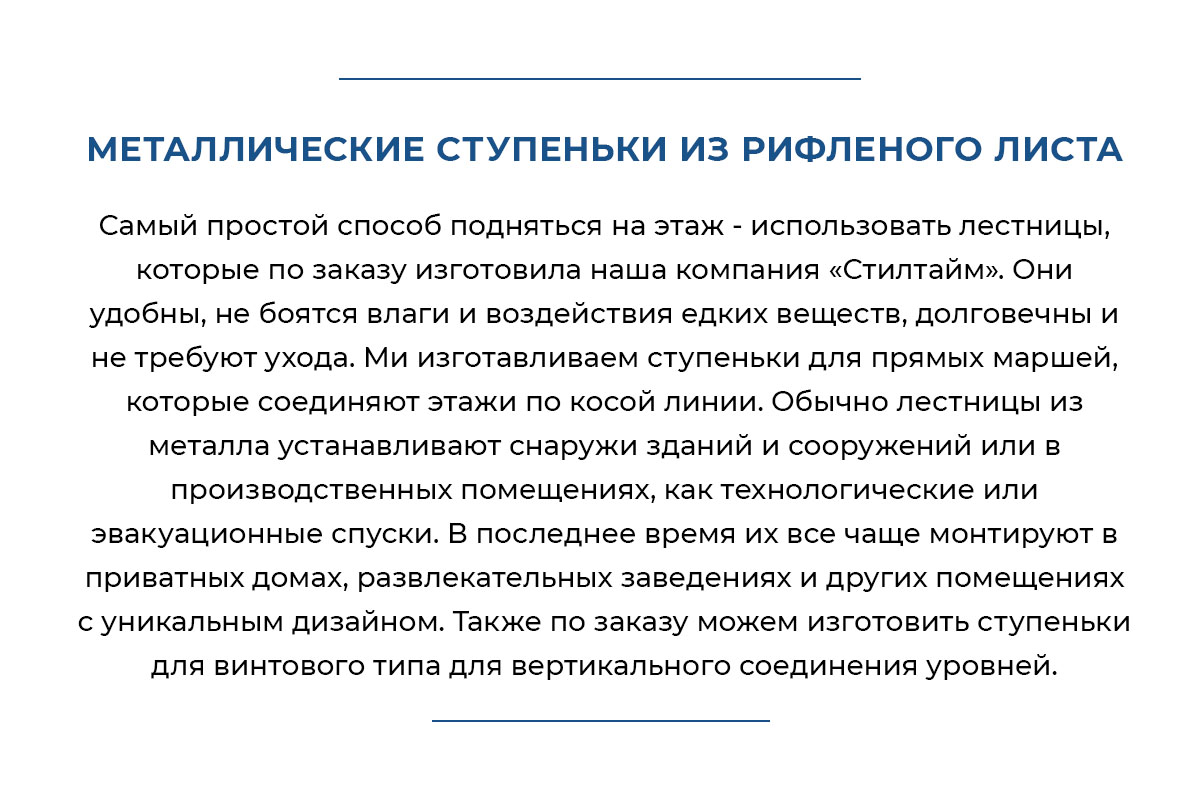 МЕТАЛЛИЧЕСКИЕ СТУПЕНЬКИ ИЗ РИФЛЕНОГО ЛИСТА
Самый простой способ подняться на этаж - использовать лестницы,
которые по заказу изготовила наша компания «Стилтайм». Они
удобны, не боятся влаги и воздействия едких веществ, долговечны и
не требуют ухода. Ми изготавливаем ступеньки для прямых маршей,
которые соединяют этажи по косой линии. Обычно лестницы из
металла устанавливают снаружи зданий и сооружений или в
производственных помещениях, как технологические или
эвакуационные спуски. В последнее время их все чаще монтируют в
приватных домах, развлекательных заведениях и других помещениях
с уникальным дизайном. Также по заказу можем изготовить ступеньки
для винтового типа для вертикального соединения уровней.